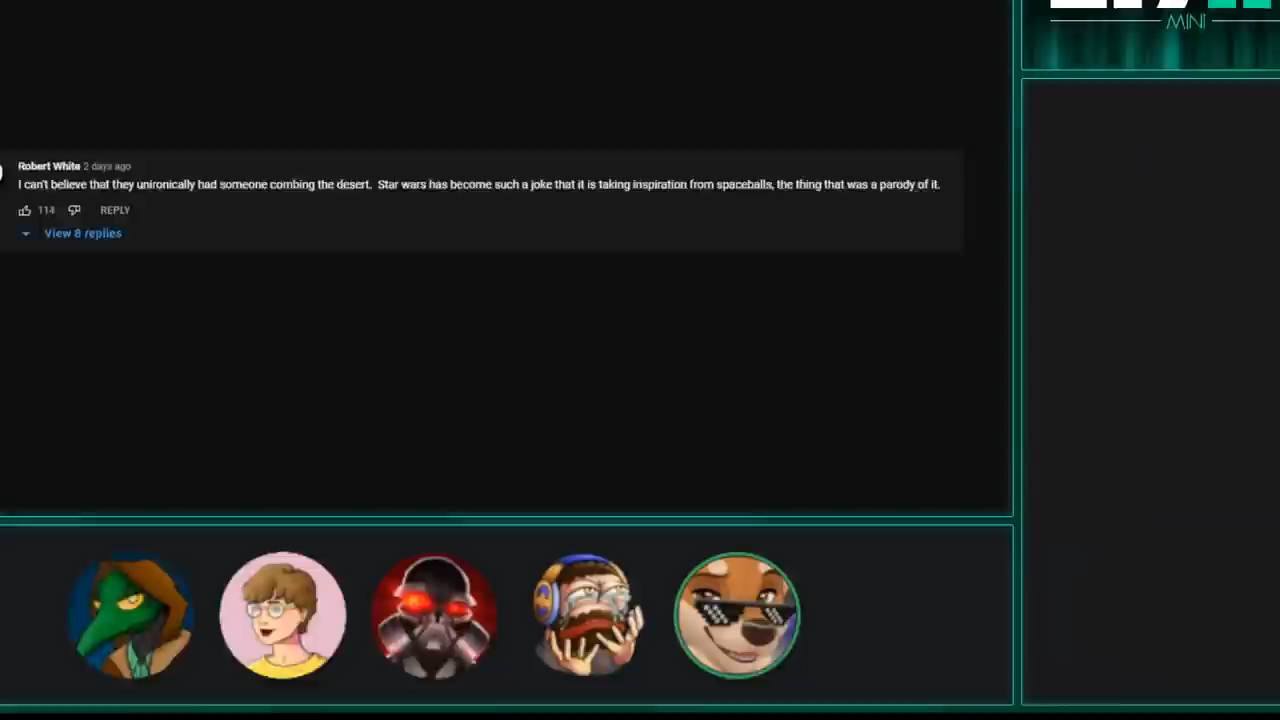 MINI
Robert White 2 days ago
I can't believe that they unironically had someone combing the desert. Star wars has become such a joke that it is taking inspiration from spaceballs, the thing that was a parody of it.
114 REPLY
View 8 replies